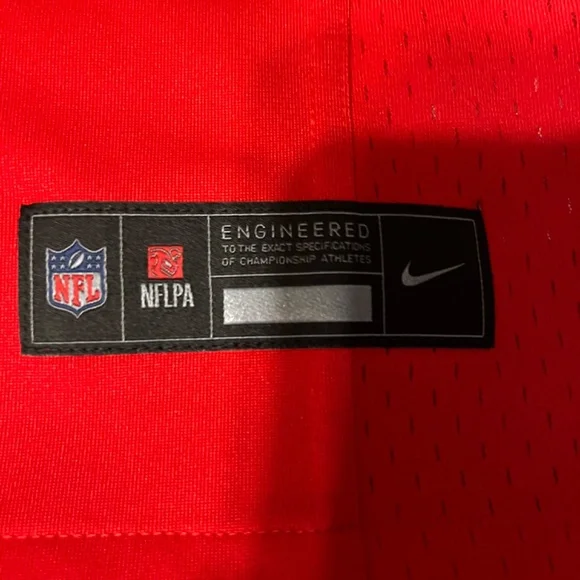 NFL
NFLPA
ENGINEERED
TO THE EXACT SPECIFICATIONS
OF CHAMPIONSHIP ATHLETES